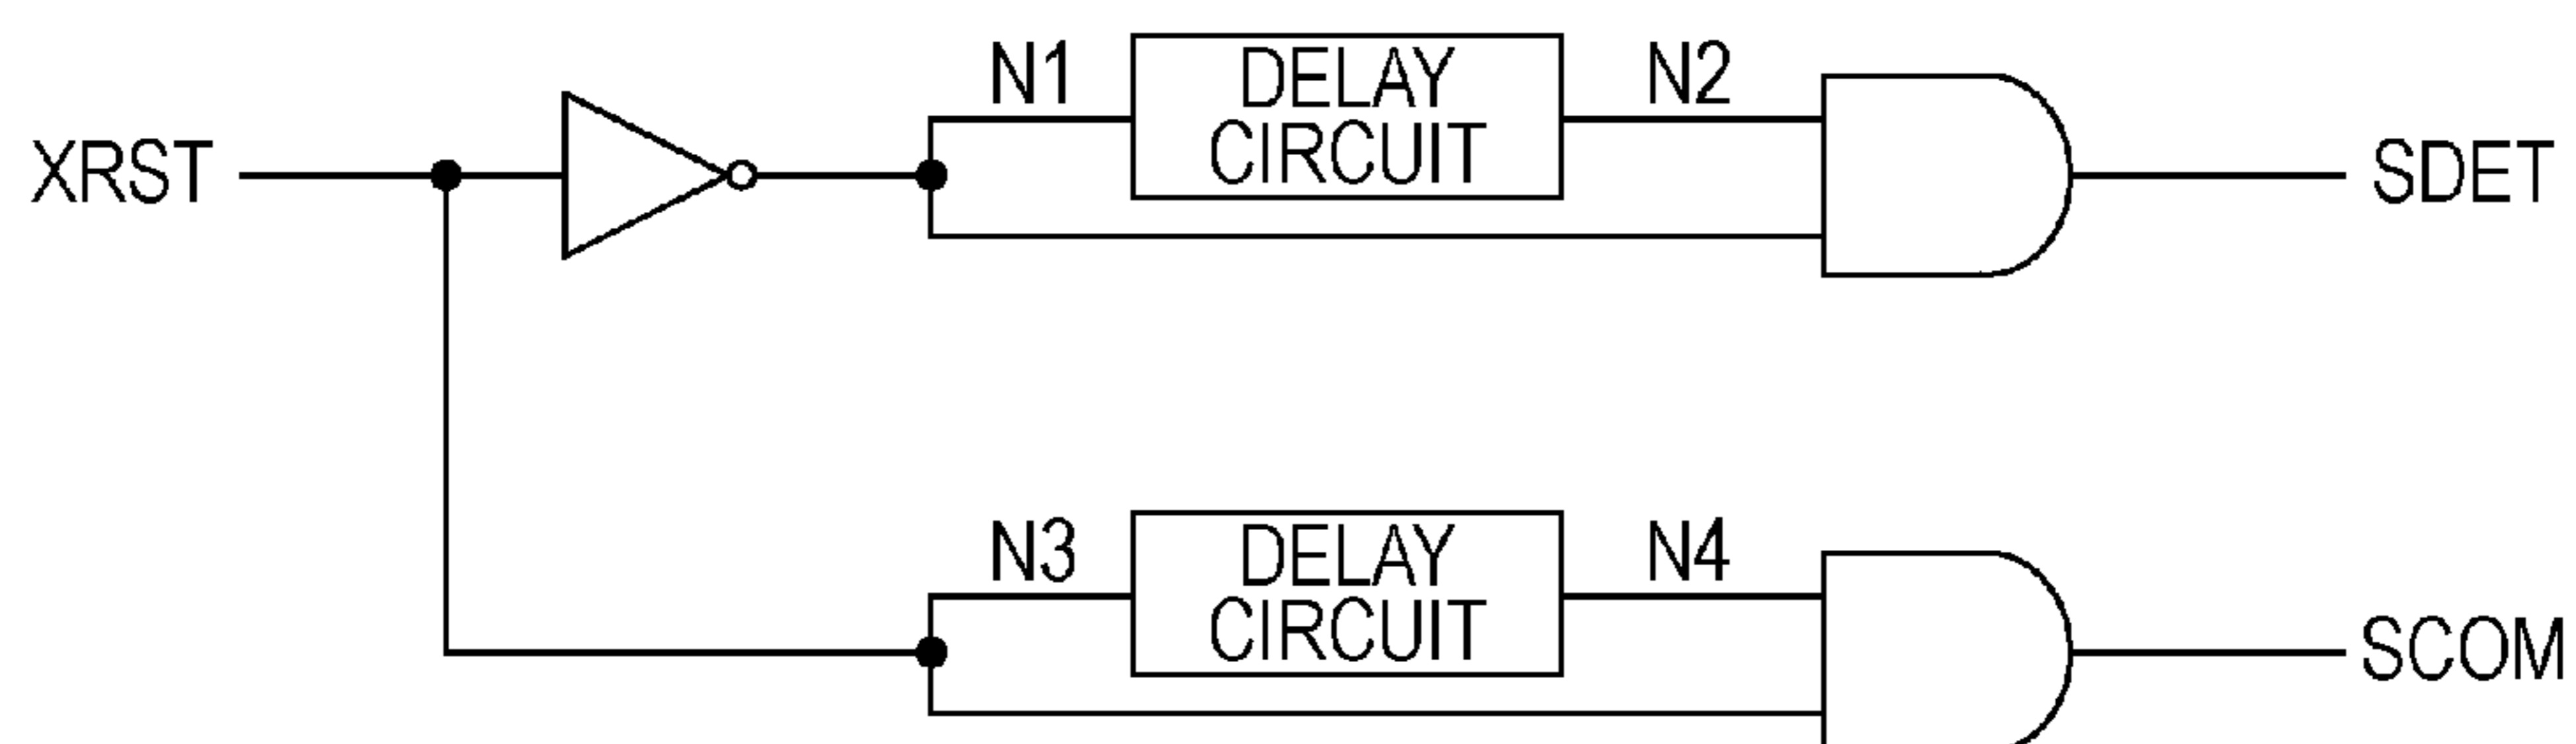 N1
DELAY
CIRCUIT
N2
XRST
SDET
N3
DELAY
CIRCUIT
N4
SCOM